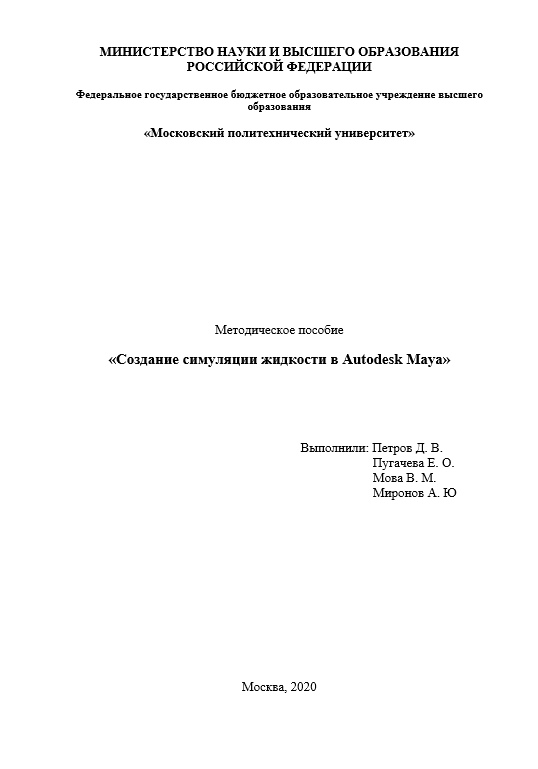 МИНИСТЕРСТВО НАУКИ И ВЫСШЕГО ОБРАЗОВАНИЯ
РОССИЙСКОЙ ФЕДЕРАЦИИ
Федеральное государственное бюджетное образовательное учреждение высшего
образования
«Московский политехнический университет»
Методическое пособие
«Создание симуляции жидкости в Autodesk Maya»
Выполнили: Петров Д. В.
Пугачева Е. О.
Мова В. М.
Миронов А. Ю
Москва, 2020